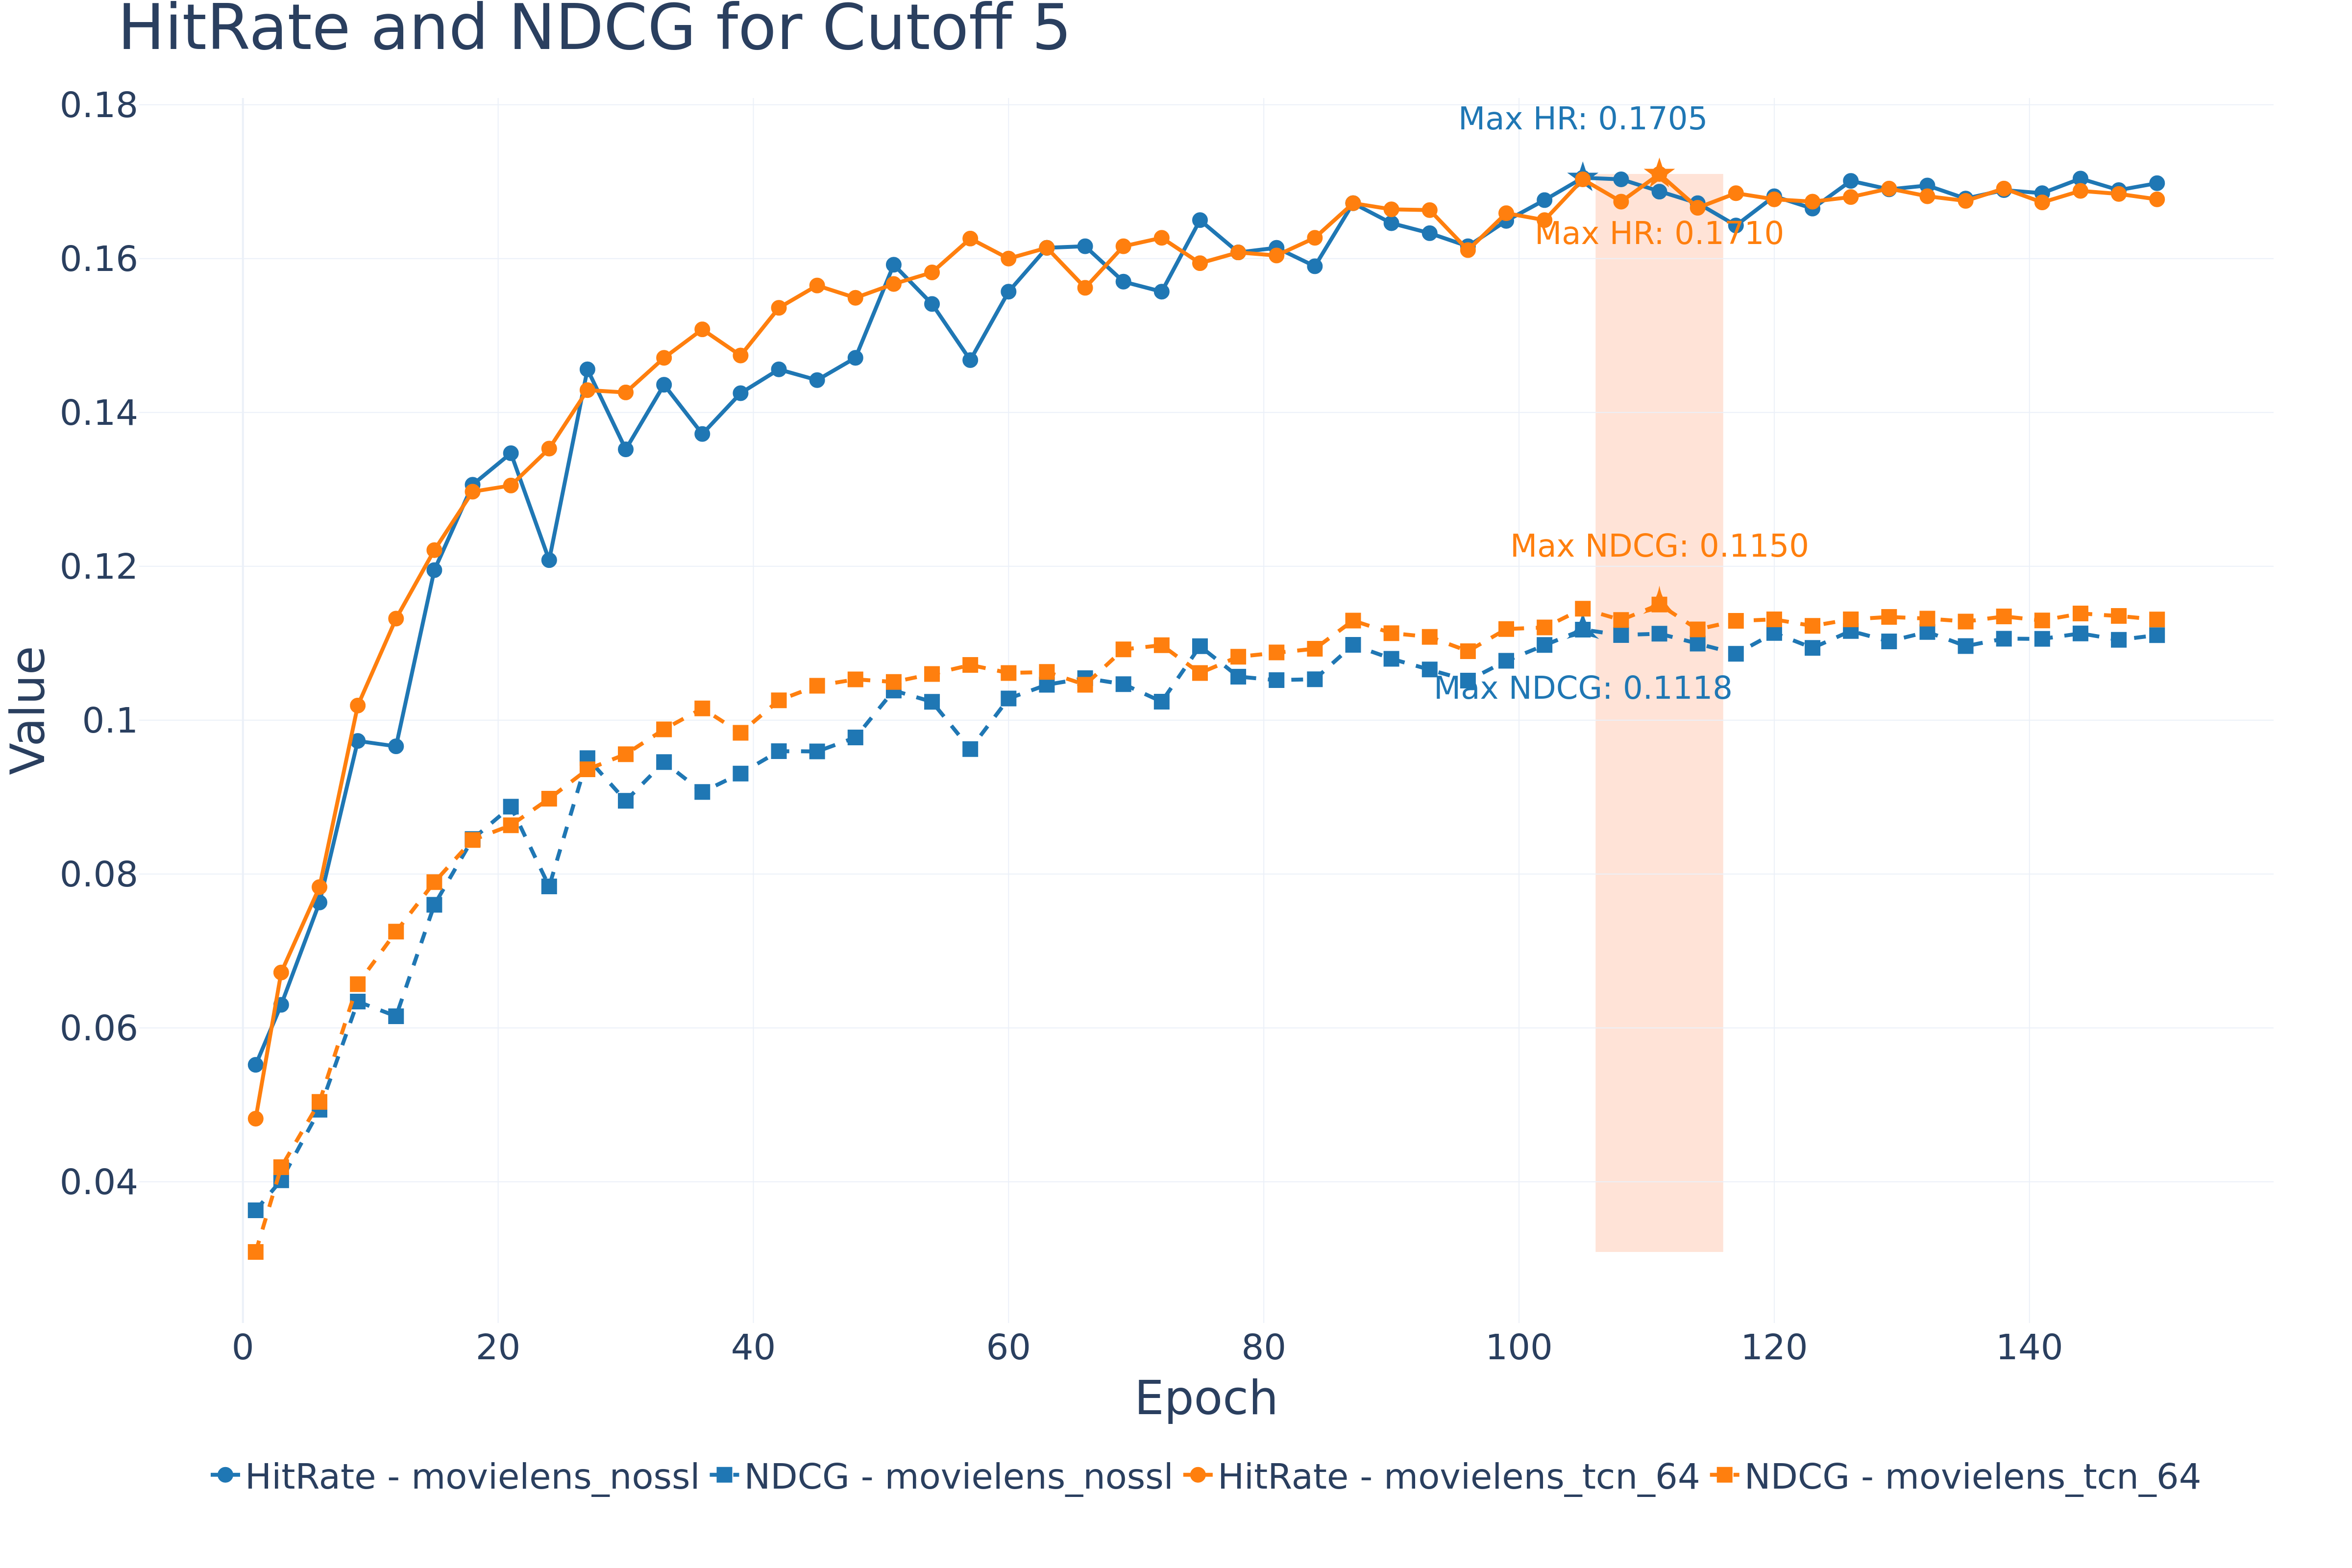 HitRate and NDCG for Cutoff 5
0.18
0.16
0.14
0.12
0.1
0.08
0.06
0.04
Value
Max HR: 0.1705
Max HR: 0.1710
Max NDCG: 0.1150
Max NDCG: 0.1118
0 20 40 60 80 100 120 140
Epoch
HitRate - movielens_nossl NDCG - movielens_nossl HitRate - movielens_tcn_64 NDCG - movielens_tcn_64